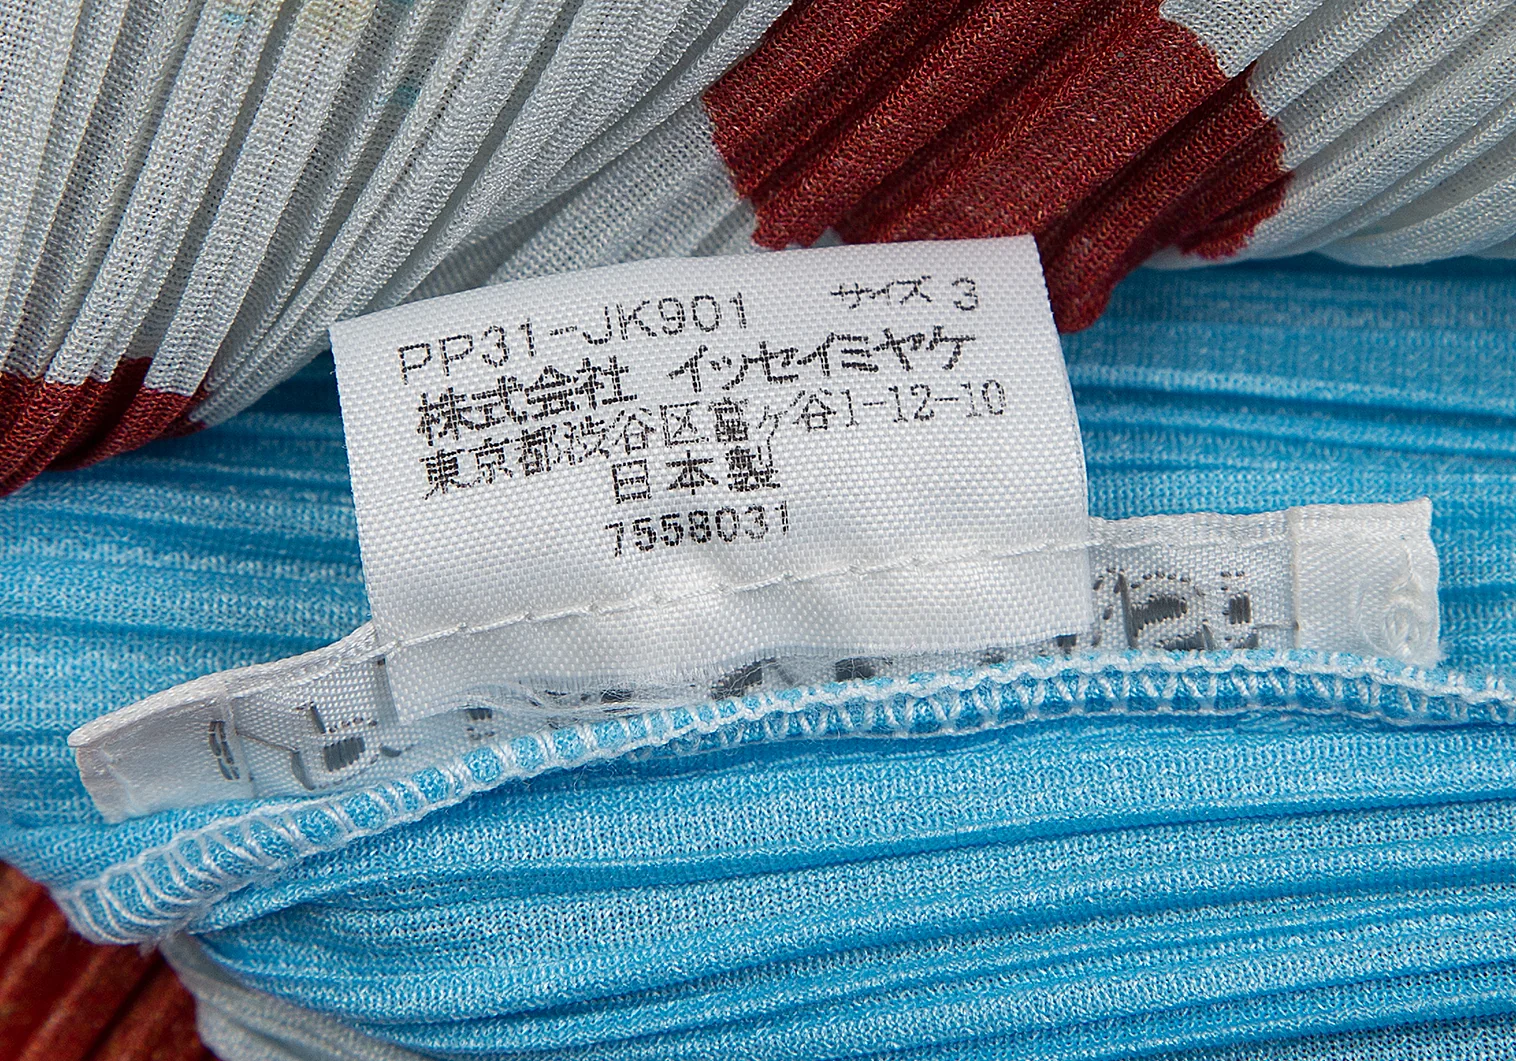 PP31-JK901 サイズ 3
株式会社 イッセイミヤケ
東京都渋谷区富ヶ谷1-12-10
日本製
7558031